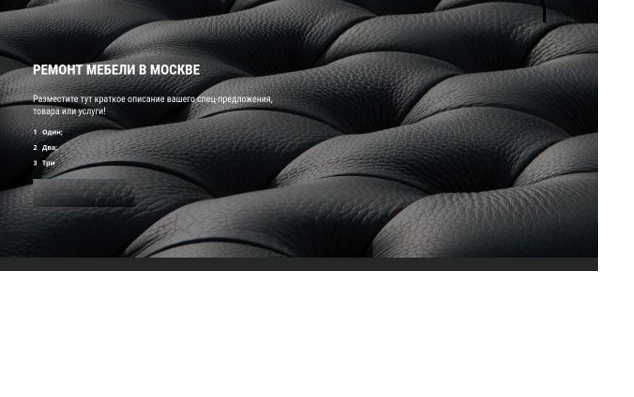 РЕМОНТ МЕБЕЛИ В МОСКВЕ
Разместите тут краткое описание вашего спец-предложения,
товара или услуги!
1 Один;
2 Два;
3 Три